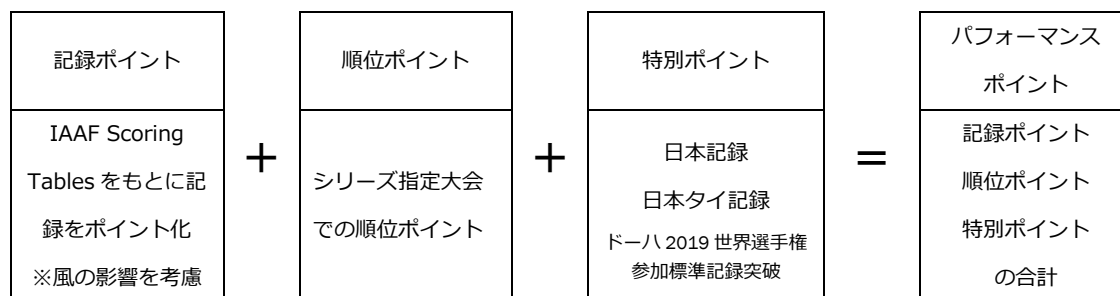 記録ポイント
IAAF Scoring
Tables をもとに記
録をポイント化
※風の影響を考慮
＋
順位ポイント
シリーズ指定大会
での順位ポイント
＋
特別ポイント
日本記録
日本タイ記録
ドーハ 2019 世界選手権
参加標準記録突破
＝
パフォーマンス
ポイント
記録ポイント
順位ポイント
特別ポイント
の合計